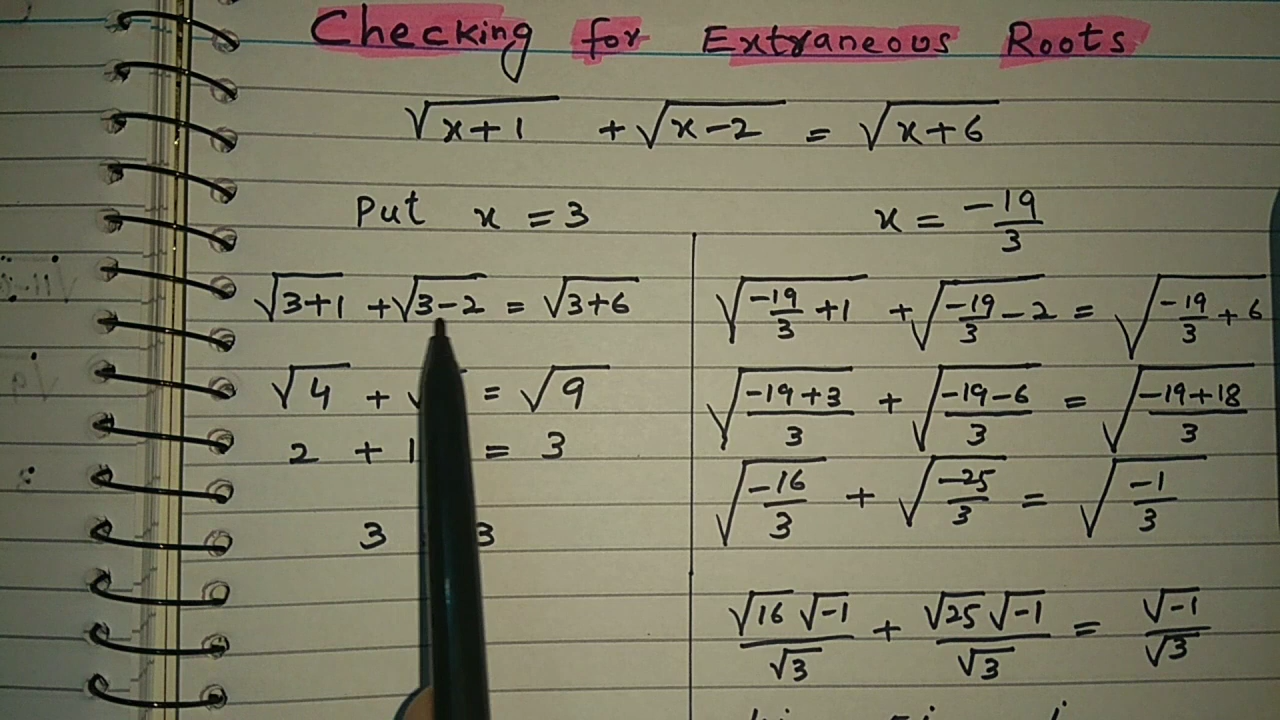 Checking for Extraneous Roots
√(x+1) + √(x-2) = √(x+6)
Put x = 3
√(3+1) + √(3-2) = √(3+6)
√4 + √ = √9
2 + 1 = 3
3 3
x = -19/3
√(-19/3 + 1) + √(-19/3 - 2) = √(-19/3 + 6)
√((-19+3)/3) + √((-19-6)/3) = √((-19+18)/3)
√(-16/3) + √(-25/3) = √(-1/3)
√16 √-1/√3 + √25 √-1/√3 = √-1/√3